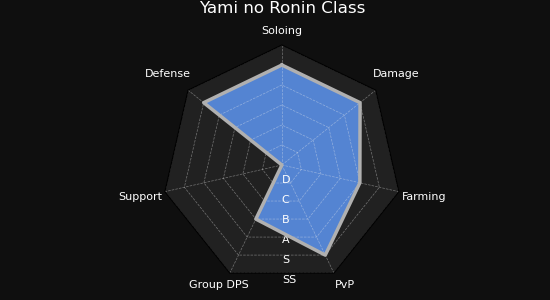 Yami no Ronin Class
Soloing
Defense
Damage
Support
Farming
D
C
B
A
S
SS
Group DPS
PvP